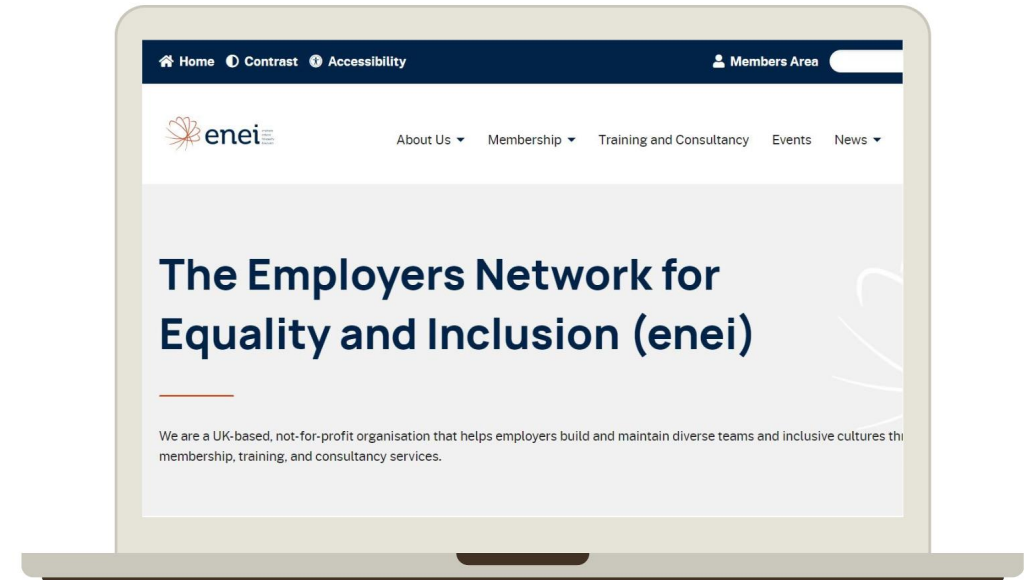 Home Contrast Accessibility Members Area
enei
About Us Membership Training and Consultancy Events News
The Employers Network for
Equality and Inclusion (enei)
We are a UK-based, not-for-profit organisation that helps employers build and maintain diverse teams and inclusive cultures
membership, training, and consultancy services.